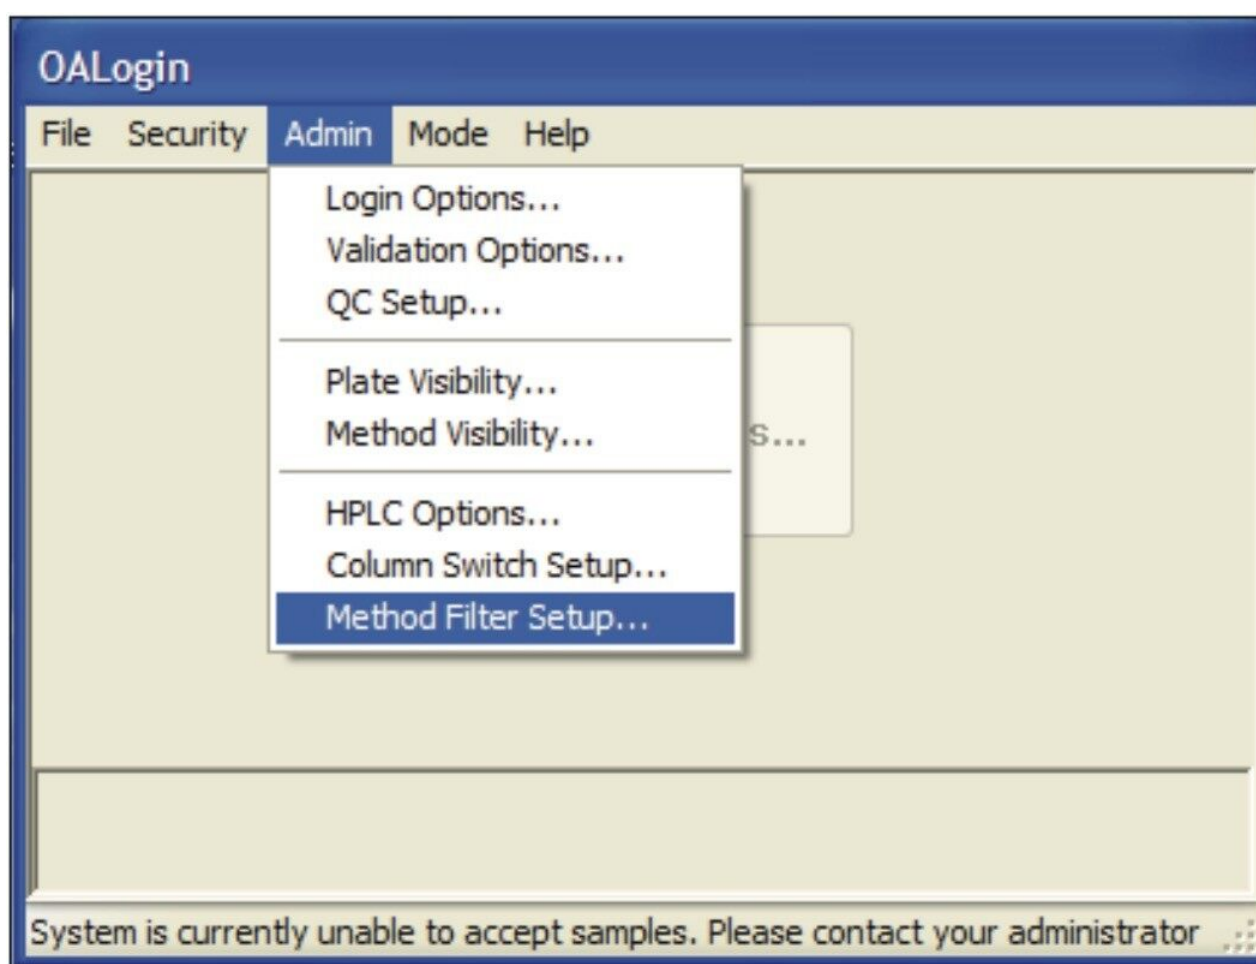 OALogin
File Security Admin Mode Help
Login Options...
Validation Options...
QC Setup...
Plate Visibility...
Method Visibility...
s...
HPLC Options...
Column Switch Setup...
Method Filter Setup...
System is currently unable to accept samples. Please contact your administrator